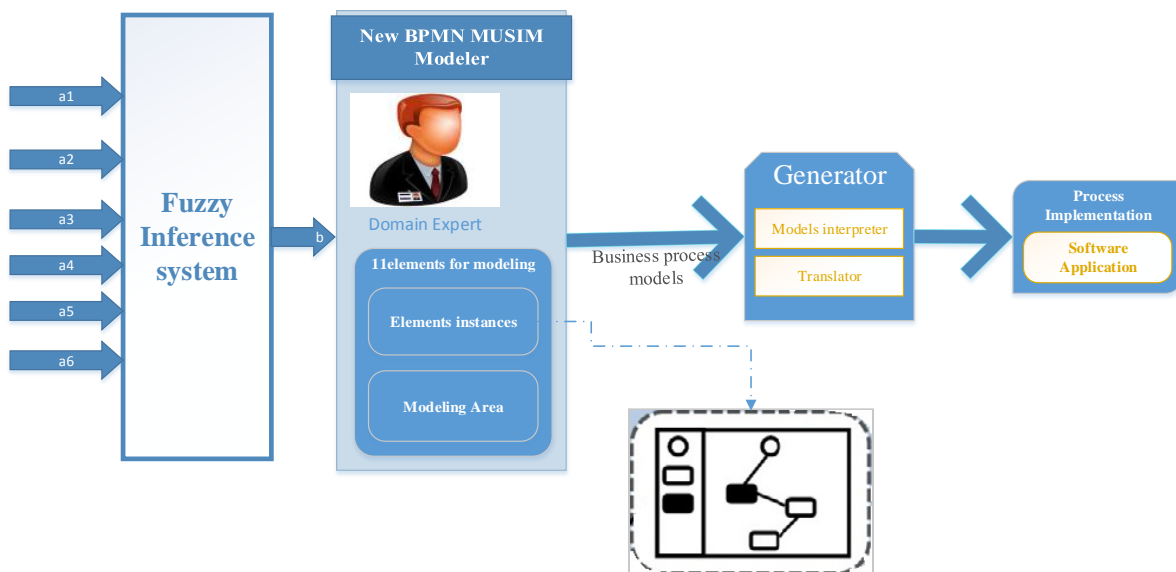 a1
a2
a3
a4
a5
a6
Fuzzy
Inference
system
b
New BPMN MUSIM
Modeler
Domain Expert
11elements for modeling
Elements instances
Modeling Area
Business process
models
Generator
Models interpreter
Translator
Process
Implementation
Software
Application